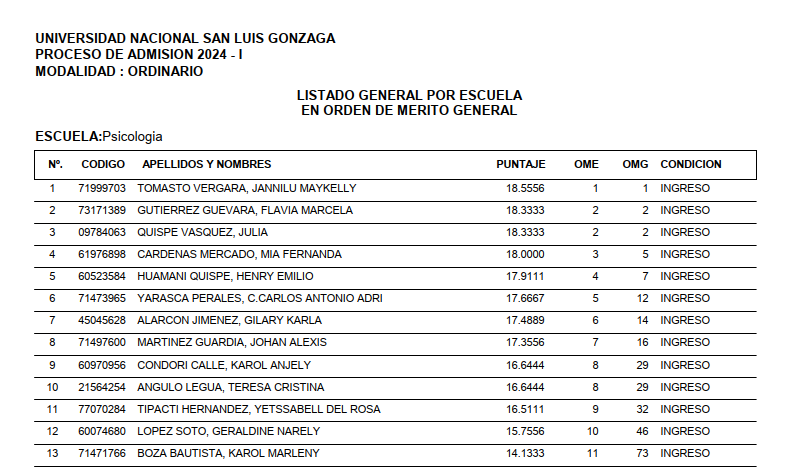 UNIVERSIDAD NACIONAL SAN LUIS GONZAGA
PROCESO DE ADMISION 2024 - I
MODALIDAD : ORDINARIO
LISTADO GENERAL POR ESCUELA
EN ORDEN DE MERITO GENERAL
ESCUELA:Psicologia
Nº. CODIGO APELLIDOS Y NOMBRES PUNTAJE OME OMG CONDICION
1 71999703 TOMASTO VERGARA, JANNILU MAYKELLY 18.5556 1 1 INGRESO
2 73171389 GUTIERREZ GUEVARA, FLAVIA MARCELA 18.3333 2 2 INGRESO
3 09784063 QUISPE VASQUEZ, JULIA 18.3333 2 2 INGRESO
4 61976898 CARDENAS MERCADO, MIA FERNANDA 18.0000 3 5 INGRESO
5 60523584 HUAMANI QUISPE, HENRY EMILIO 17.9111 4 7 INGRESO
6 71473965 YARASCA PERALES, C.CARLOS ANTONIO ADRI 17.6667 5 12 INGRESO
7 45045628 ALARCON JIMENEZ, GILARY KARLA 17.4889 6 14 INGRESO
8 71497600 MARTINEZ GUARDIA, JOHAN ALEXIS 17.3556 7 16 INGRESO
9 60970956 CONDORI CALLE, KAROL ANJELY 16.6444 8 29 INGRESO
10 21564254 ANGULO LEGUA, TERESA CRISTINA 16.6444 8 29 INGRESO
11 77070284 TIPACTI HERNANDEZ, YETSSABELL DEL ROSA 16.5111 9 32 INGRESO
12 60074680 LOPEZ SOTO, GERALDINE NARELY 15.7556 10 46 INGRESO
13 71471766 BOZA BAUTISTA, KAROL MARLENY 14.1333 11 73 INGRESO